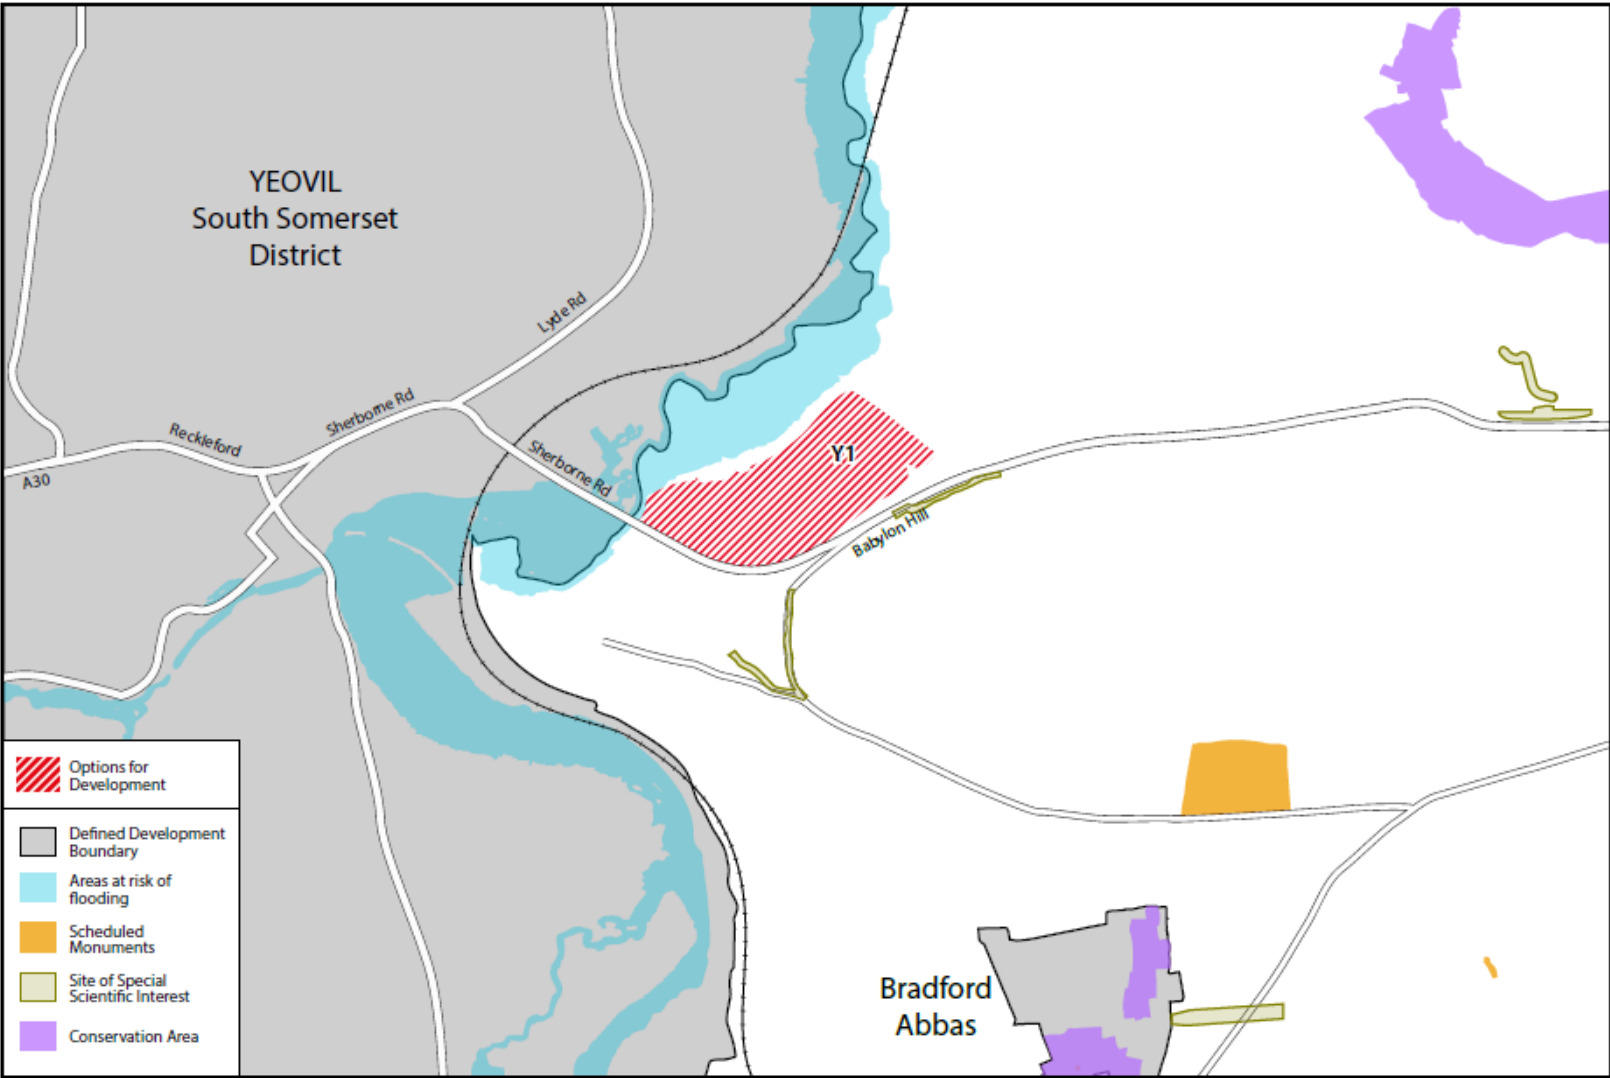 YEOVIL
South Somerset
District
Lyde Rd
Sherborne Rd
Reckleford
A30
Sherborne Rd
Y1
Babylon Hill
Options for
Development
Defined Development
Boundary
Areas at risk of
flooding
Scheduled
Monuments
Site of Special
Scientific Interest
Conservation Area
Bradford
Abbas